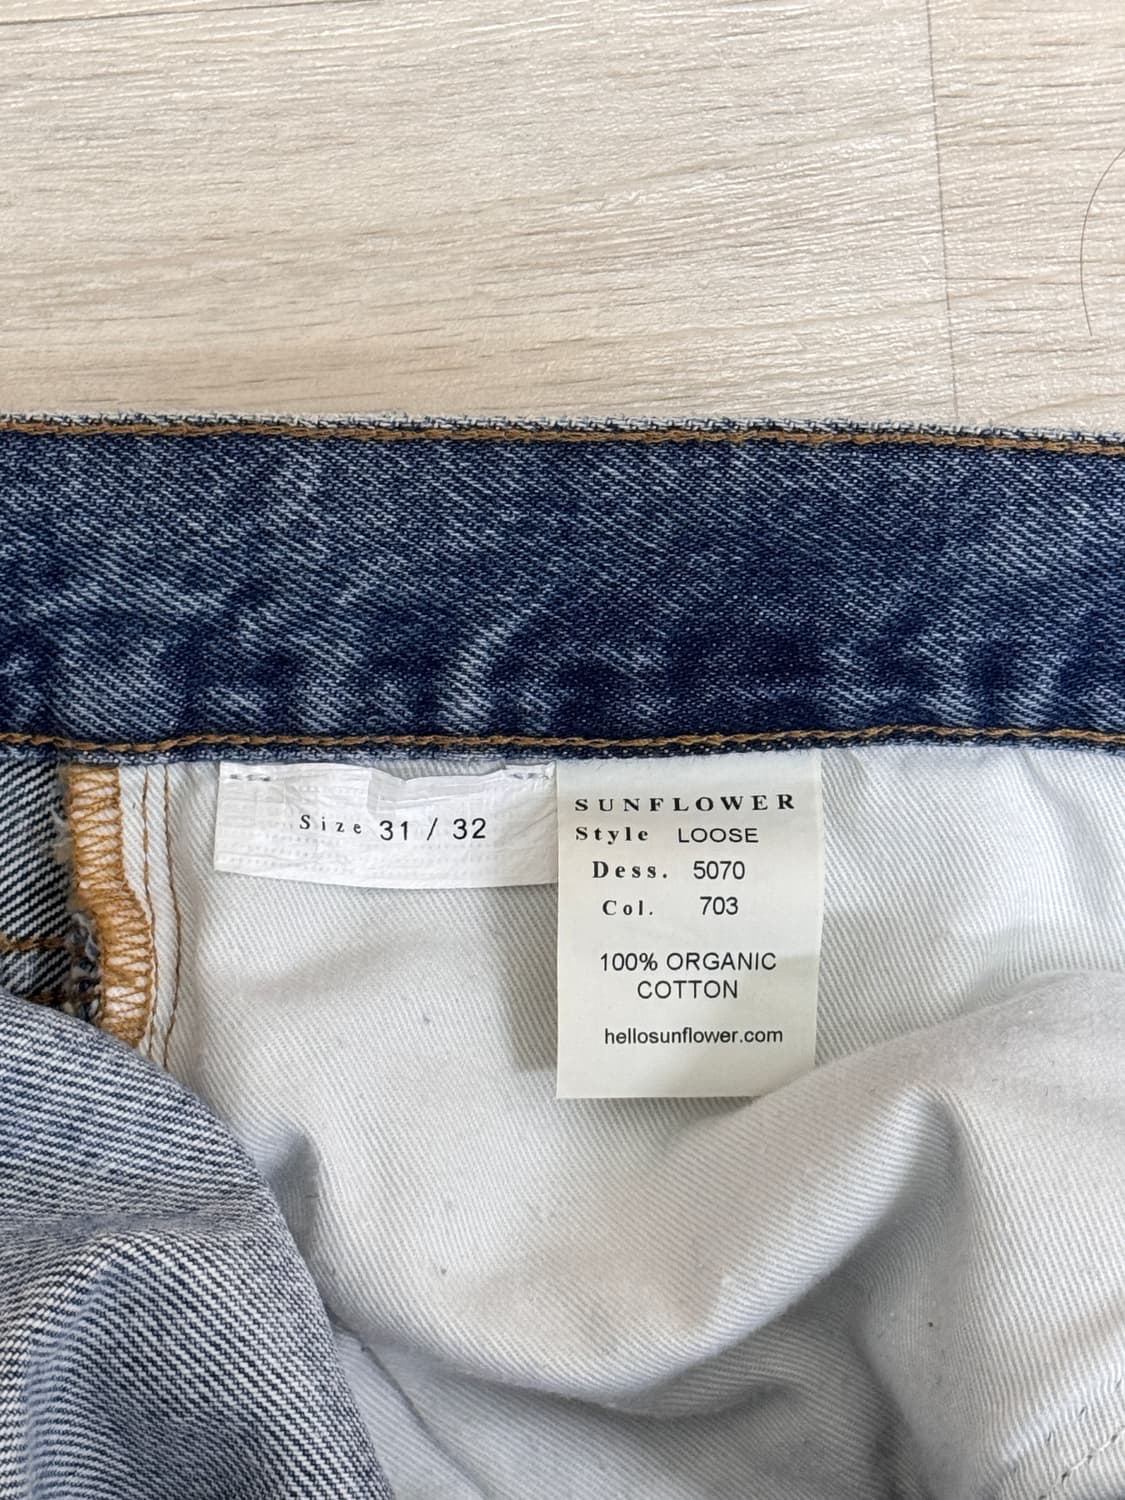 Size 31 / 32
SUNFLOWER
Style LOOSE
Dess. 5070
Col. 703
100% ORGANIC
COTTON
hellosunflower.com